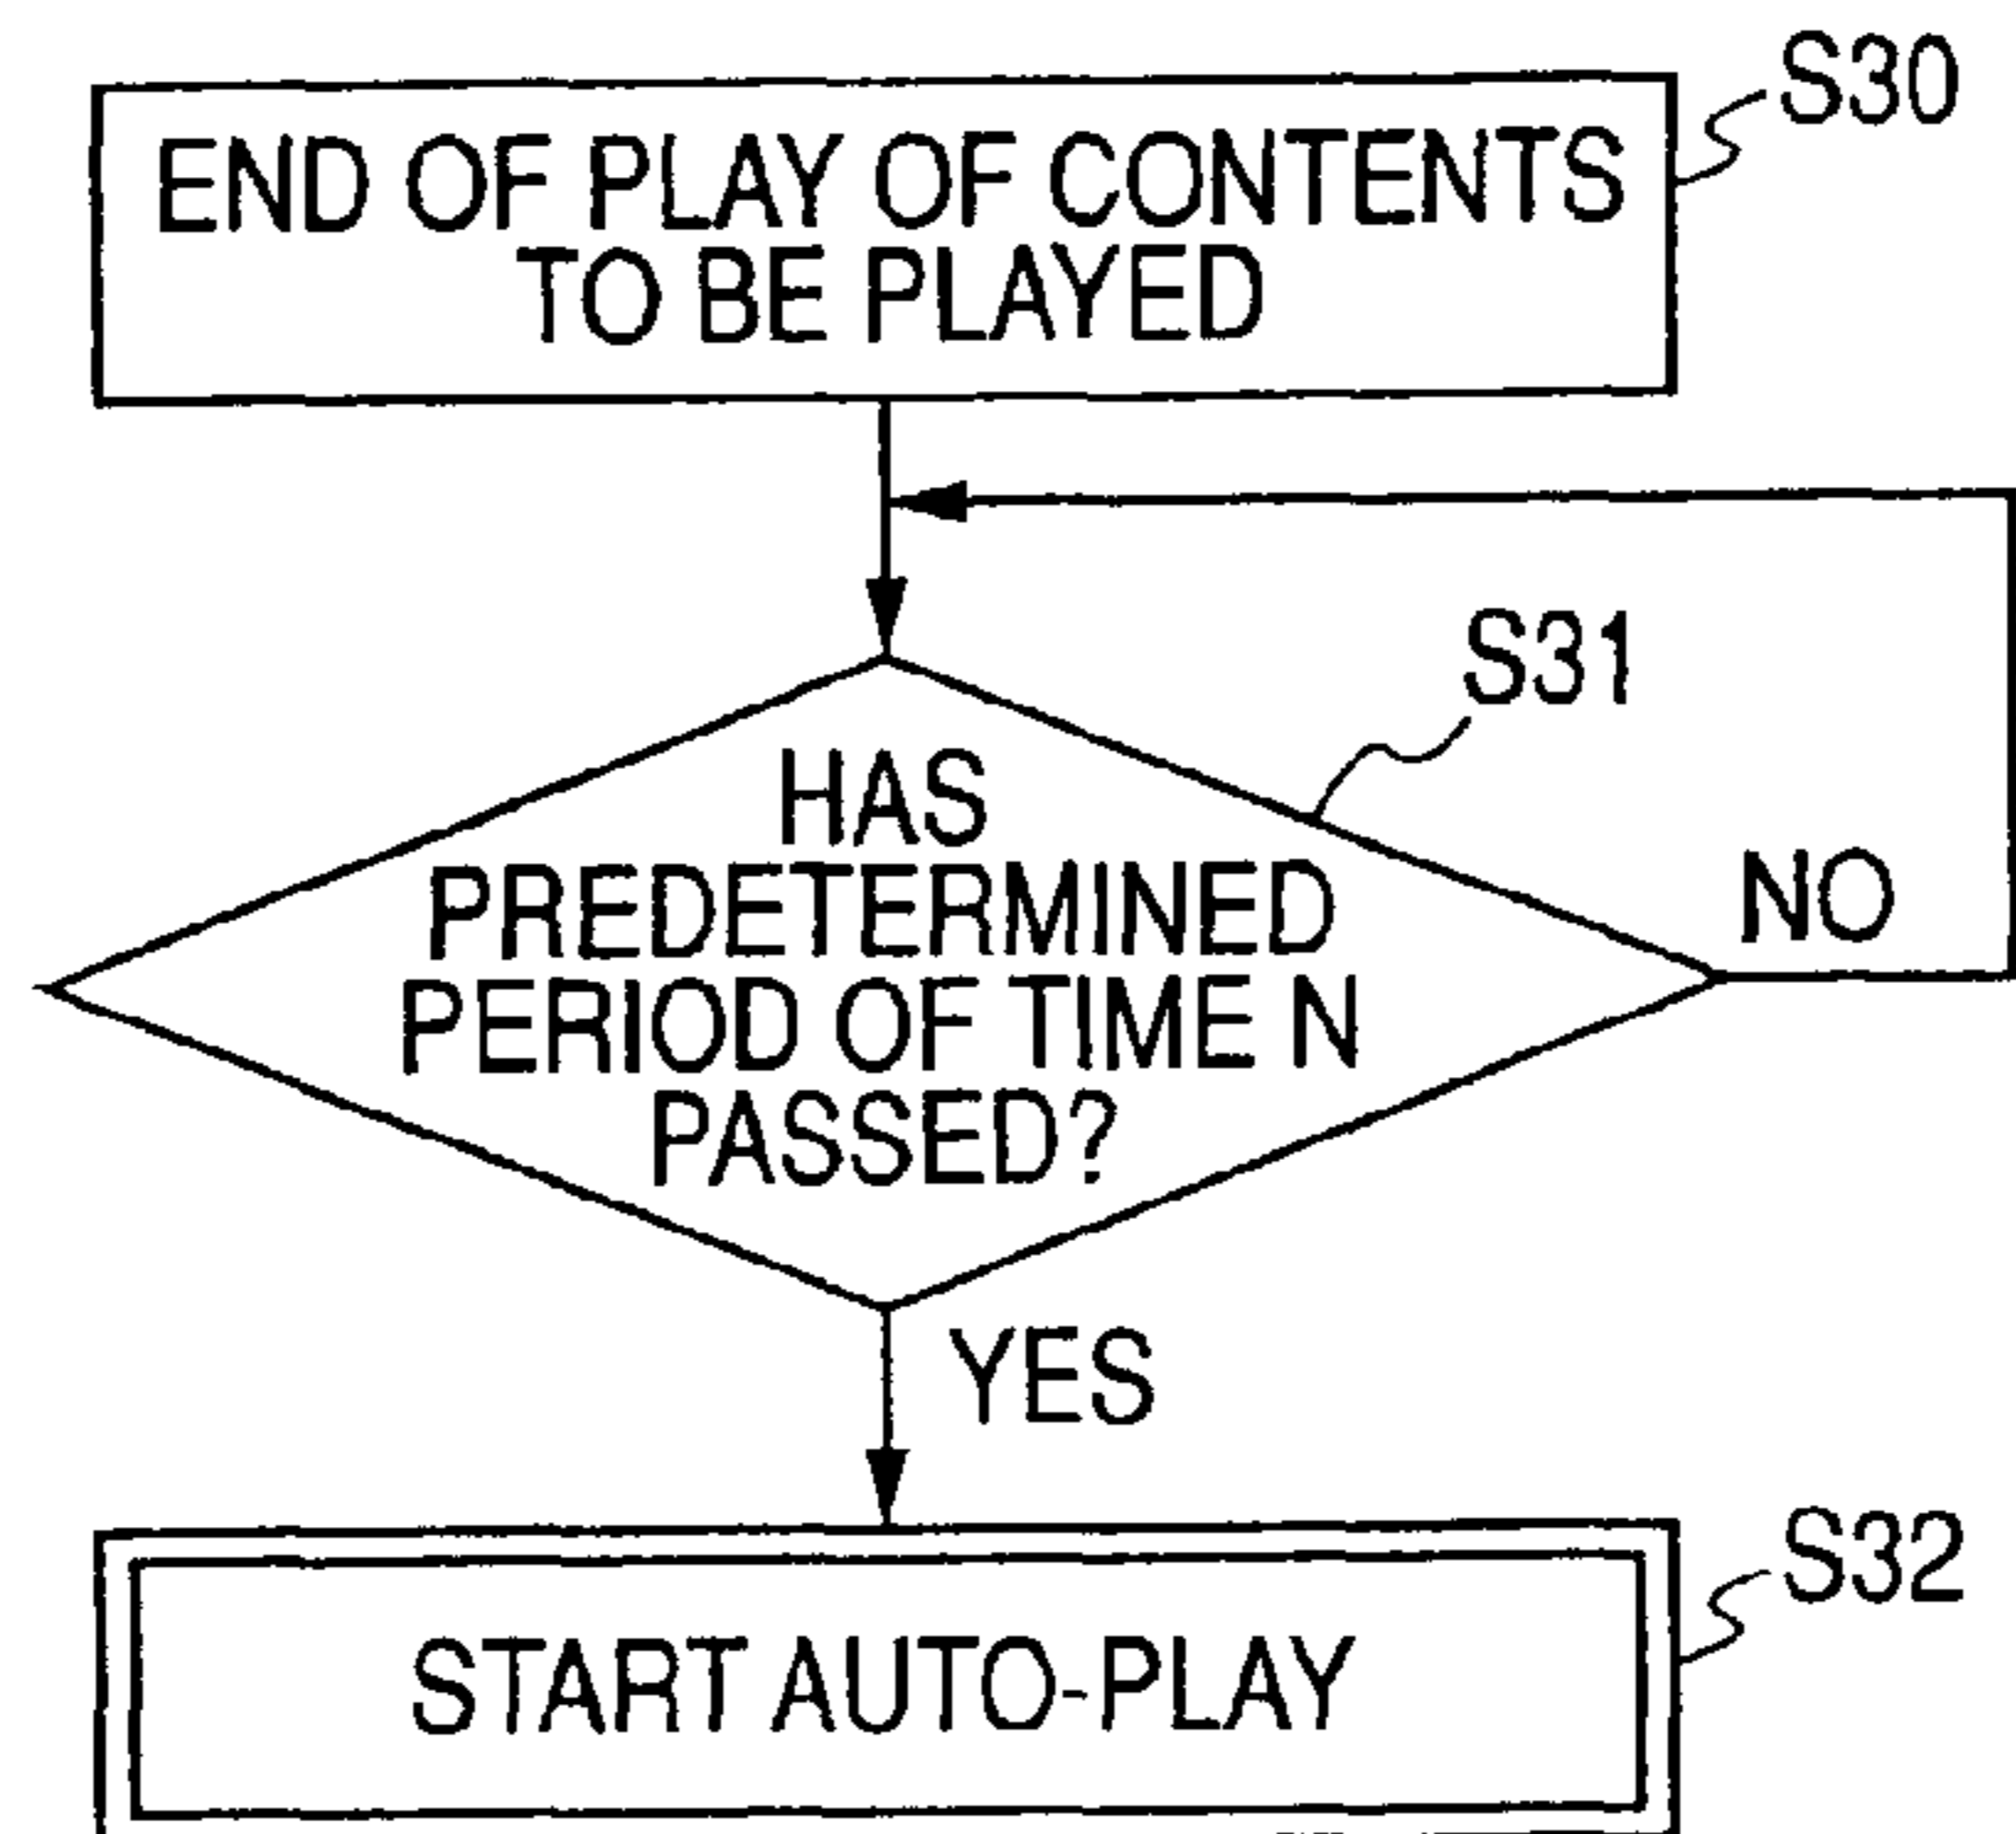 S30
END OF PLAY OF CONTENTS
TO BE PLAYED
S31
HAS
PREDETERMINED
PERIOD OF TIME N
PASSED?
NO
YES
S32
START AUTO-PLAY